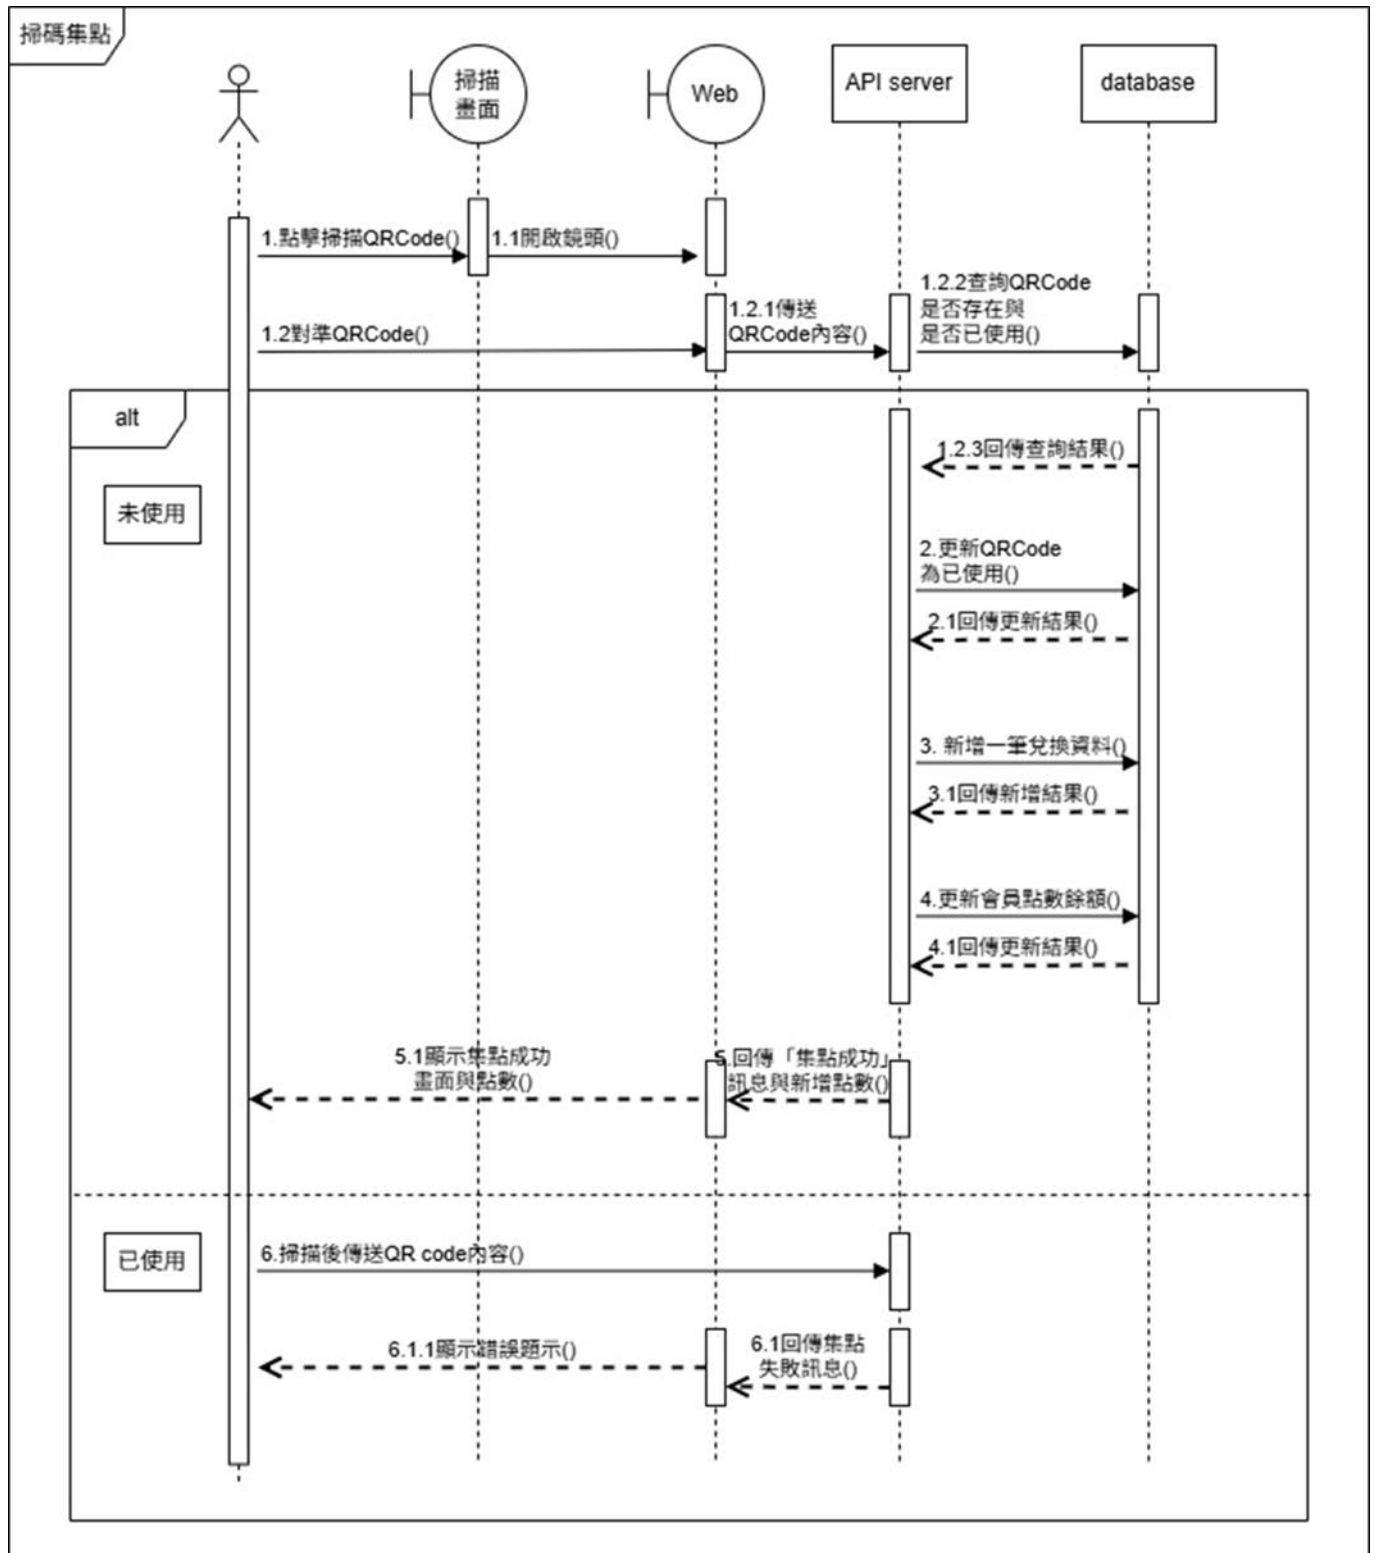 掃碼集點
掃描
畫面
Web
API server
database
1.點擊掃描QRCode()
1.1開啟鏡頭()
1.2對準QRCode()
1.2.1傳送
QRCode內容()
1.2.2查詢QRCode
是否存在與
是否已使用()
alt
1.2.3回傳查詢結果()
未使用
2.更新QRCode
為已使用()
2.1回傳更新結果()
3. 新增一筆兌換資料()
3.1回傳新增結果()
4.更新會員點數餘額()
4.1回傳更新結果()
5.1顯示集點成功
畫面與點數()
5.回傳「集點成功」
訊息與新增點數()
已使用
6.掃描後傳送QR code內容()
6.1.1顯示錯誤題示()
6.1回傳集點
失敗訊息()